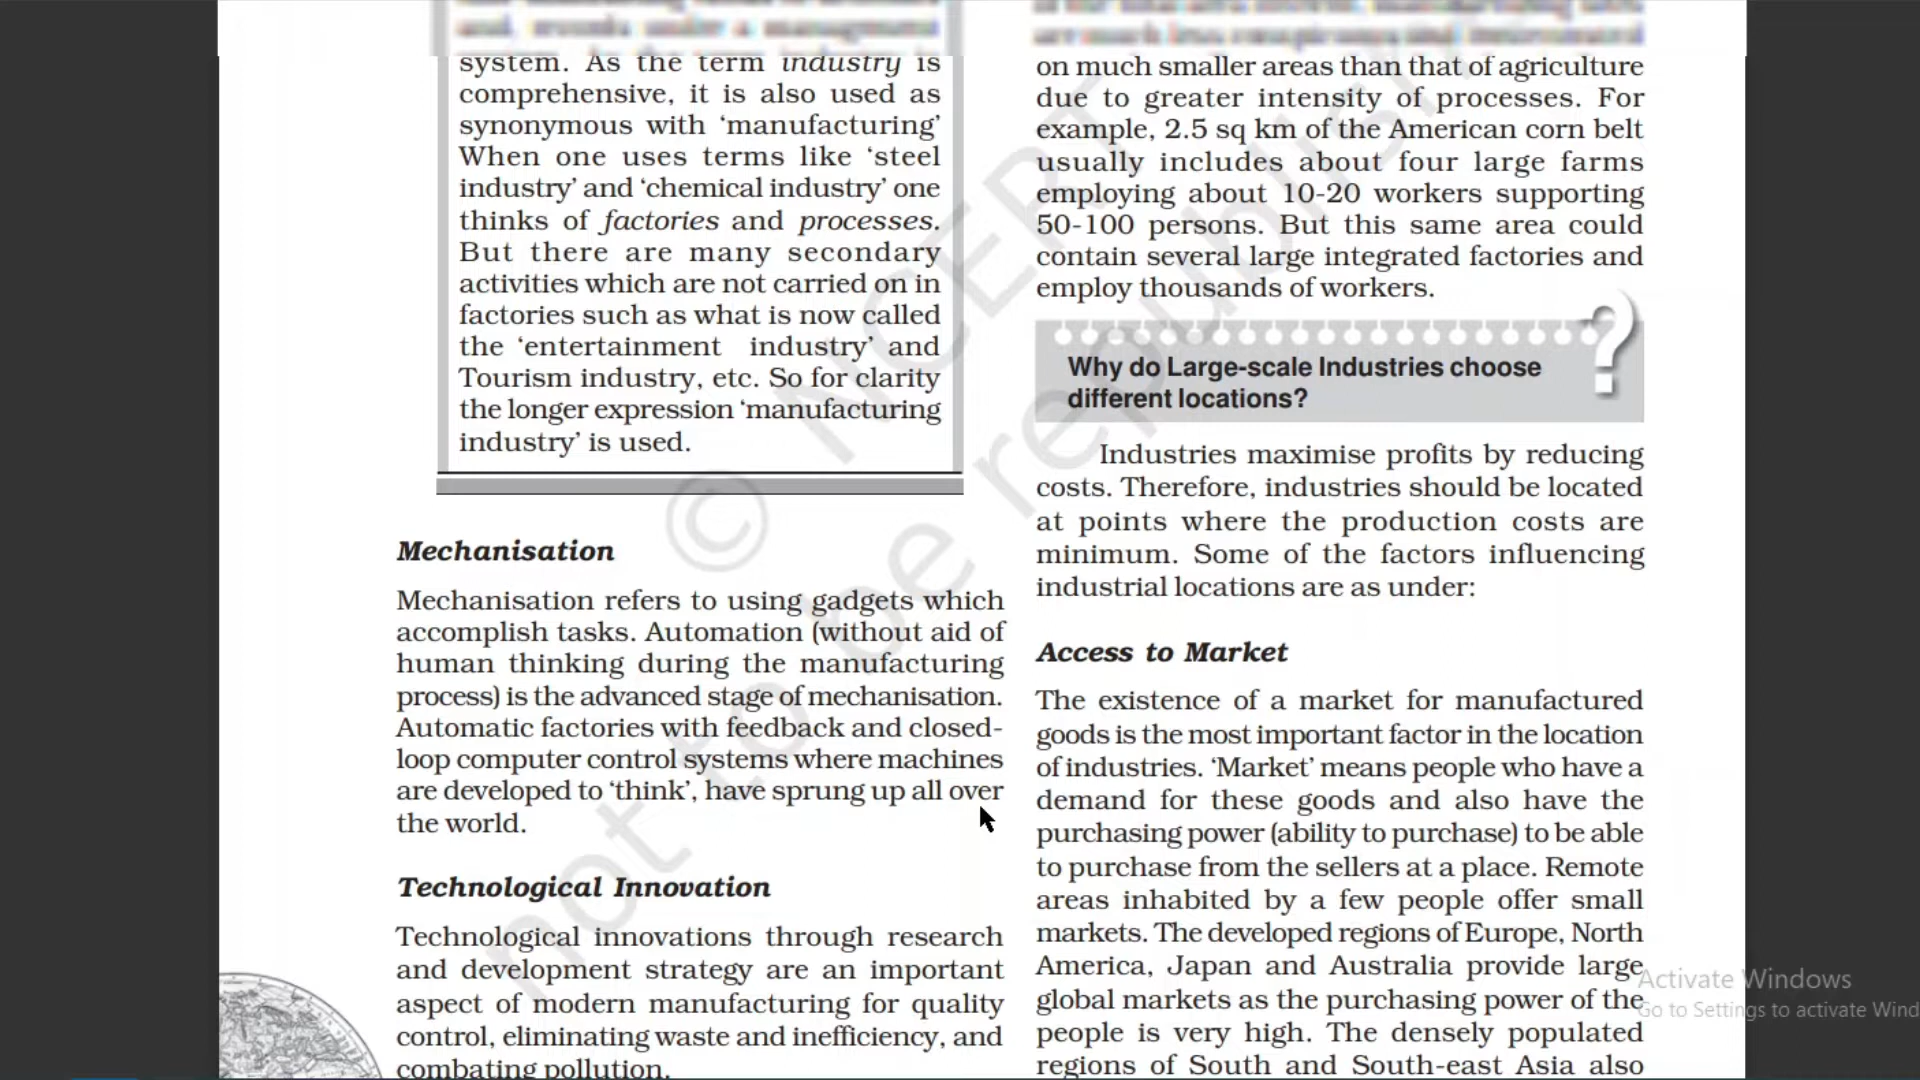 and, records under a management
system. As the term industry is
comprehensive, it is also used as
synonymous with ‘manufacturing’
When one uses terms like ‘steel
industry’ and ‘chemical industry’ one
thinks of factories and processes.
But there are many secondary
activities which are not carried on in
factories such as what is now called
the ‘entertainment industry’ and
Tourism industry, etc. So for clarity
the longer expression ‘manufacturing
industry’ is used.
Mechanisation
Mechanisation refers to using gadgets which
accomplish tasks. Automation (without aid of
human thinking during the manufacturing
process) is the advanced stage of mechanisation.
Automatic factories with feedback and closed-
loop computer control systems where machines
are developed to ‘think’, have sprung up all over
the world.
Technological Innovation
Technological innovations through research
and development strategy are an important
aspect of modern manufacturing for quality
control, eliminating waste and inefficiency, and
combating pollution.
on much smaller areas than that of agriculture
due to greater intensity of processes. For
example, 2.5 sq km of the American corn belt
usually includes about four large farms
employing about 10-20 workers supporting
50-100 persons. But this same area could
contain several large integrated factories and
employ thousands of workers.
Why do Large-scale Industries choose
different locations?
?
Industries maximise profits by reducing
costs. Therefore, industries should be located
at points where the production costs are
minimum. Some of the factors influencing
industrial locations are as under:
Access to Market
The existence of a market for manufactured
goods is the most important factor in the location
of industries. ‘Market’ means people who have a
demand for these goods and also have the
purchasing power (ability to purchase) to be able
to purchase from the sellers at a place. Remote
areas inhabited by a few people offer small
markets. The developed regions of Europe, North
America, Japan and Australia provide large
global markets as the purchasing power of the
people is very high. The densely populated
regions of South and South-east Asia also
© NCERT
not to be republish
Activate Windows
Go to Settings to activate Wind